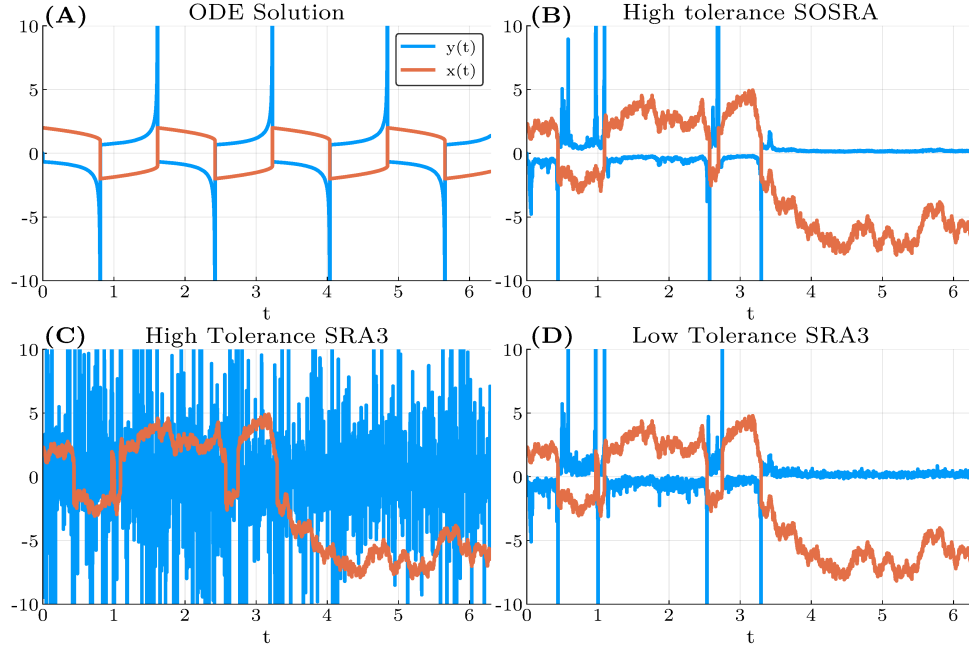 (A) ODE Solution
10
5
0
-5
-10
0 1 2 3 4 5 6
t
y(t)
x(t)
(B) High tolerance SOSRA
10
5
0
-5
-10
0 1 2 3 4 5 6
t
(C) High Tolerance SRA3
10
5
0
-5
-10
0 1 2 3 4 5 6
t
(D) Low Tolerance SRA3
10
5
0
-5
-10
0 1 2 3 4 5 6
t